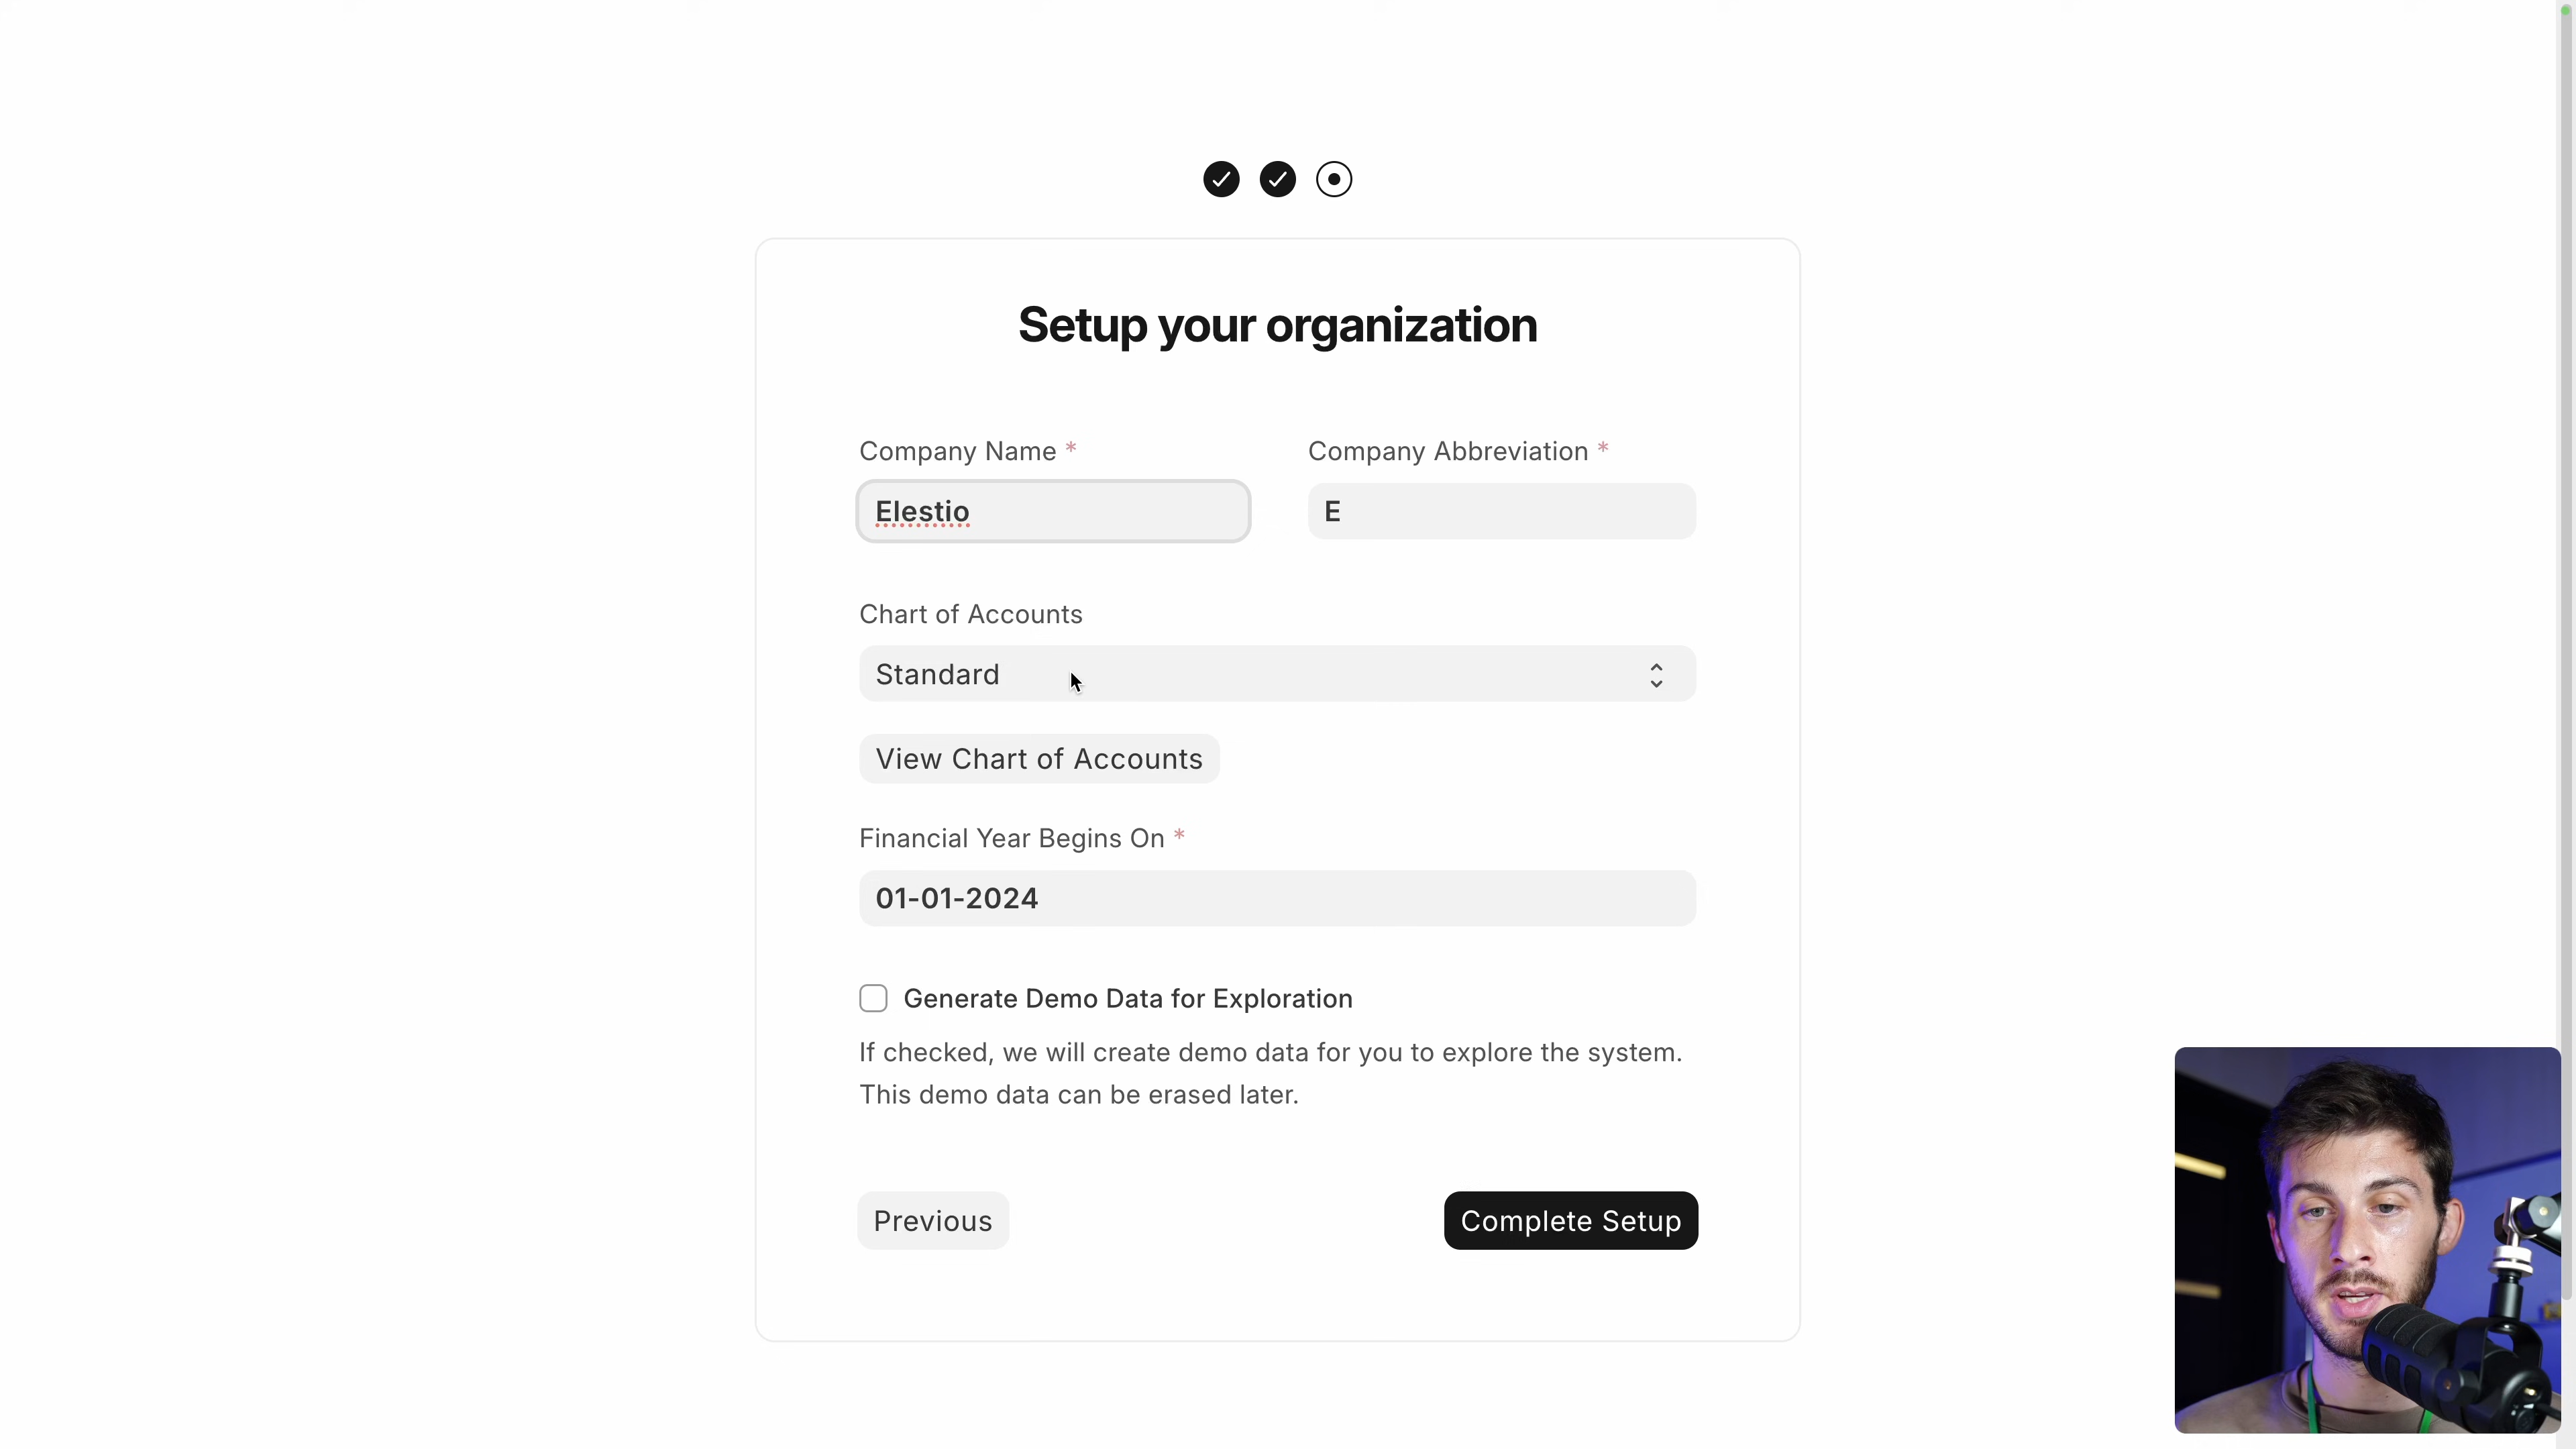 Setup your organization
Company Name *
Company Abbreviation *
Elestio
E
Chart of Accounts
Standard
View Chart of Accounts
Financial Year Begins On *
01-01-2024
Generate Demo Data for Exploration
If checked, we will create demo data for you to explore the system.
This demo data can be erased later.
Previous
Complete Setup